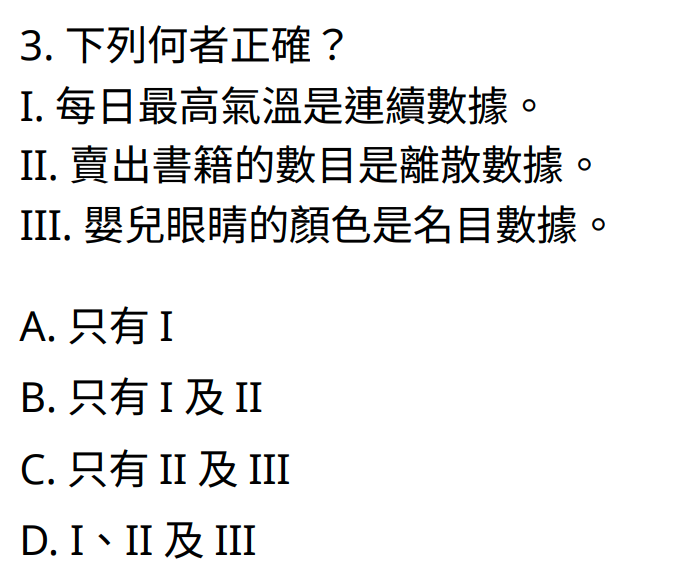 3. 下列何者正確？
I. 每日最高氣溫是連續數據。
II. 賣出書籍的數目是離散數據。
III. 嬰兒眼睛的顏色是名目數據。
A. 只有 I
B. 只有 I 及 II
C. 只有 II 及 III
D. I、II 及 III